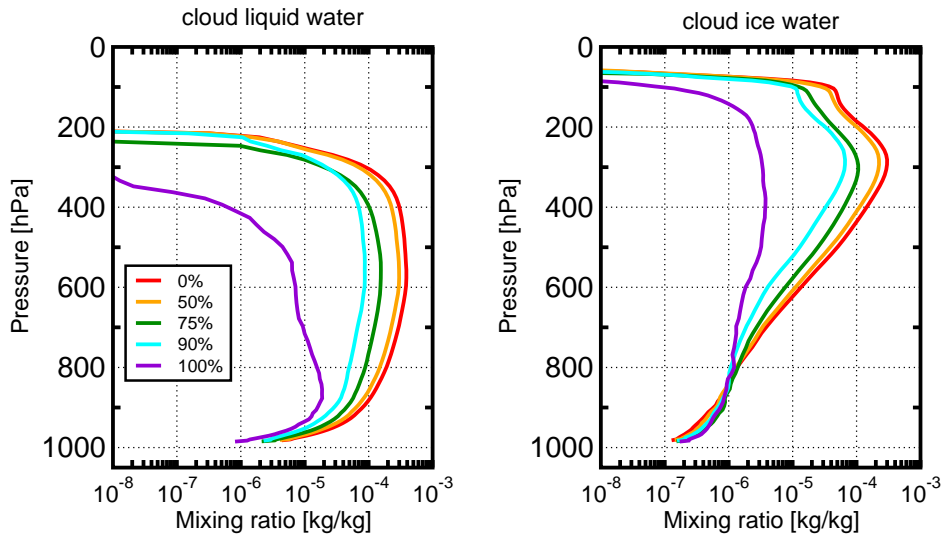 cloud liquid water
0
200
400
600
800
1000
Pressure [hPa]
0%
50%
75%
90%
100%
10^-8 10^-7 10^-6 10^-5 10^-4 10^-3
Mixing ratio [kg/kg]
cloud ice water
0
200
400
600
800
1000
Pressure [hPa]
10^-8 10^-7 10^-6 10^-5 10^-4 10^-3
Mixing ratio [kg/kg]